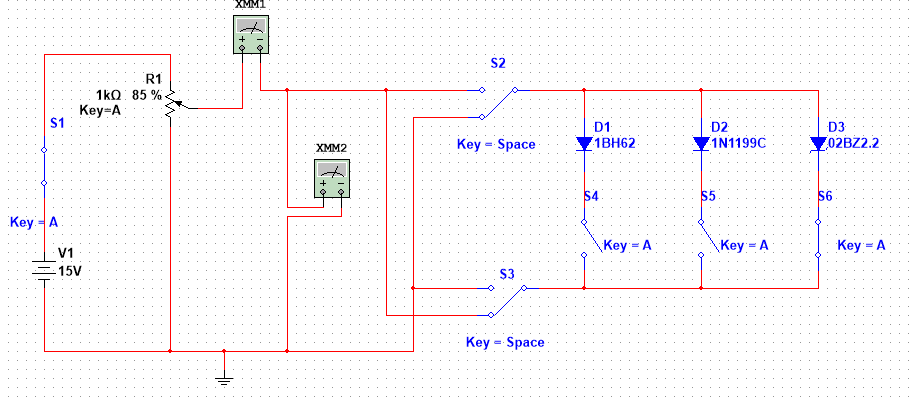 XMM1
R1
1kΩ 85 %
Key=A
S1
Key = A
V1
15V
XMM2
S2
Key = Space
D1
1BH62
D2
1N1199C
D3
02BZ2.2
S4
Key = A
S5
Key = A
S6
Key = A
S3
Key = Space